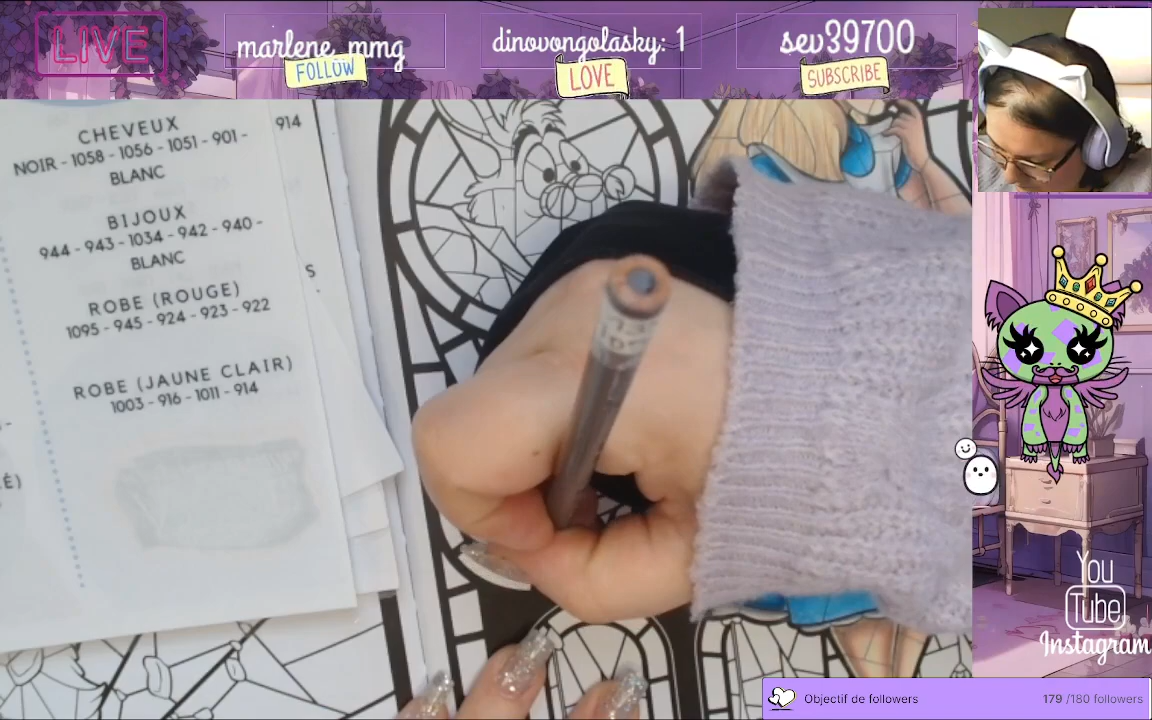 LIVE
marlene_mmg
FOLLOW
dinovongolasky: 1
LOVE
sev39700
SUBSCRIBE
CHEVEUX
914
NOIR - 1058 - 1056 - 1051 - 901 -
BLANC
BIJOUX
944 - 943 - 1034 - 942 - 940 -
BLANC
S
ROBE (ROUGE)
1095 - 945 - 924 - 923 - 922
ROBE (JAUNE CLAIR)
1003 - 916 - 1011 - 914
You
Tube
Instagram
Objectif de followers
179 /180 followers